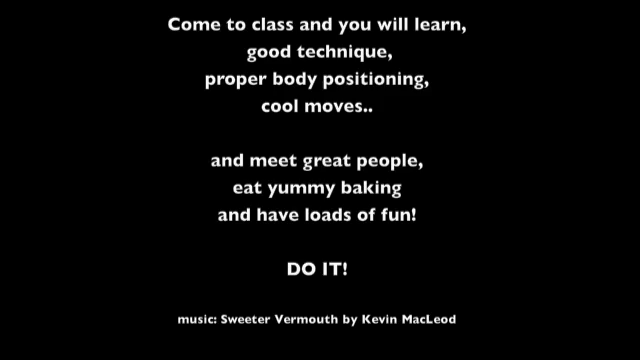 Come to class and you will learn,
good technique,
proper body positioning,
cool moves..
and meet great people,
eat yummy baking
and have loads of fun!
DO IT!
music: Sweeter Vermouth by Kevin MacLeod